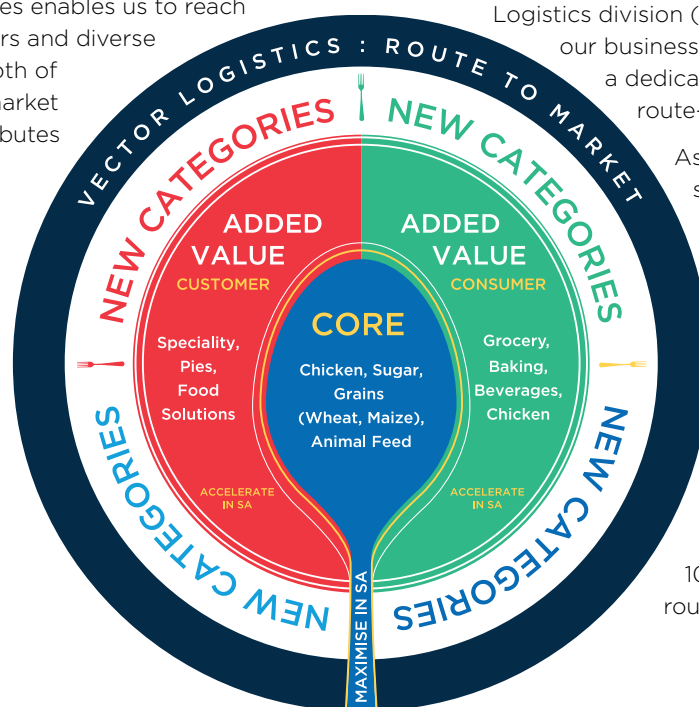 es enables us to reach
rs and diverse
pth of
market
butes
Logistics division (
our business
a dedica
route-
As
s
VECTOR LOGISTICS : ROUTE TO MARKET
NEW CATEGORIES
NEW CATEGORIES
ADDED
VALUE
CUSTOMER
Speciality,
Pies,
Food
Solutions
ACCELERATE
IN SA
CORE
Chicken, Sugar,
Grains
(Wheat, Maize),
Animal Feed
ADDED
VALUE
CONSUMER
Grocery,
Baking,
Beverages,
Chicken
ACCELERATE
IN SA
NEW CATEGORIES
NEW CATEGORIES
MAXIMISE IN SA
10
rou